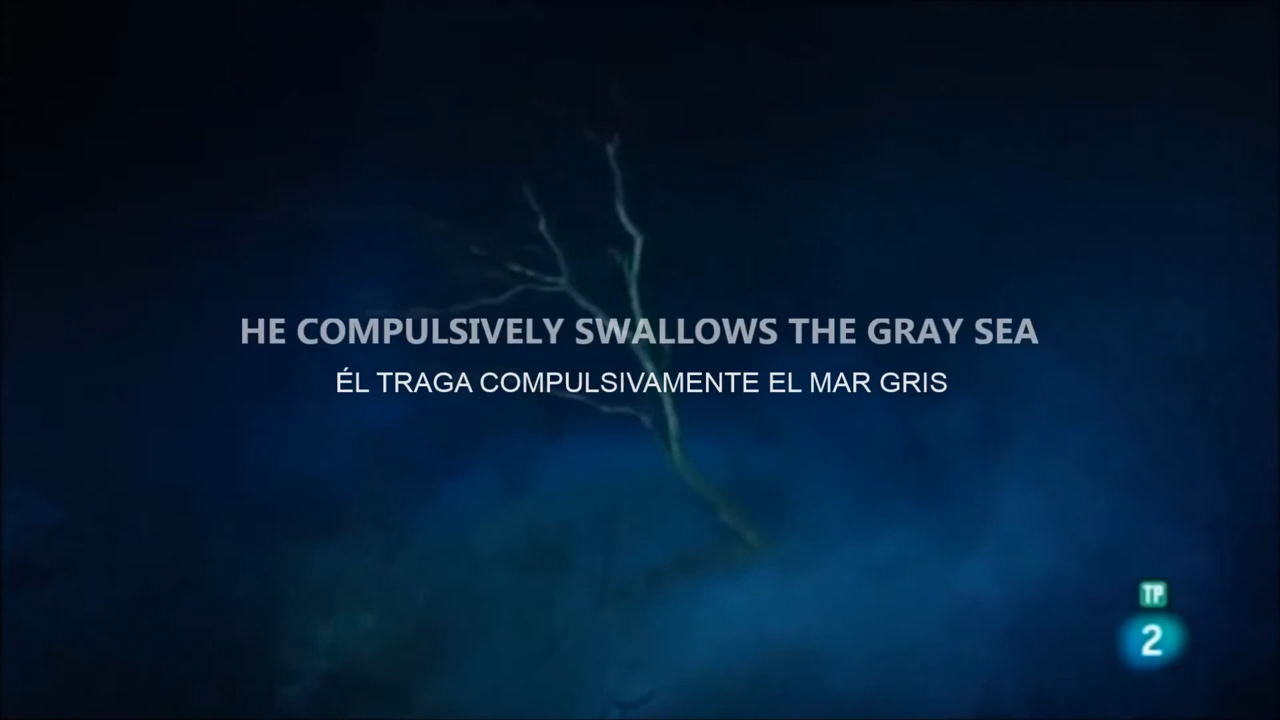 HE COMPULSIVELY SWALLOWS THE GRAY SEA
ÉL TRAGA COMPULSIVAMENTE EL MAR GRIS
TP
2